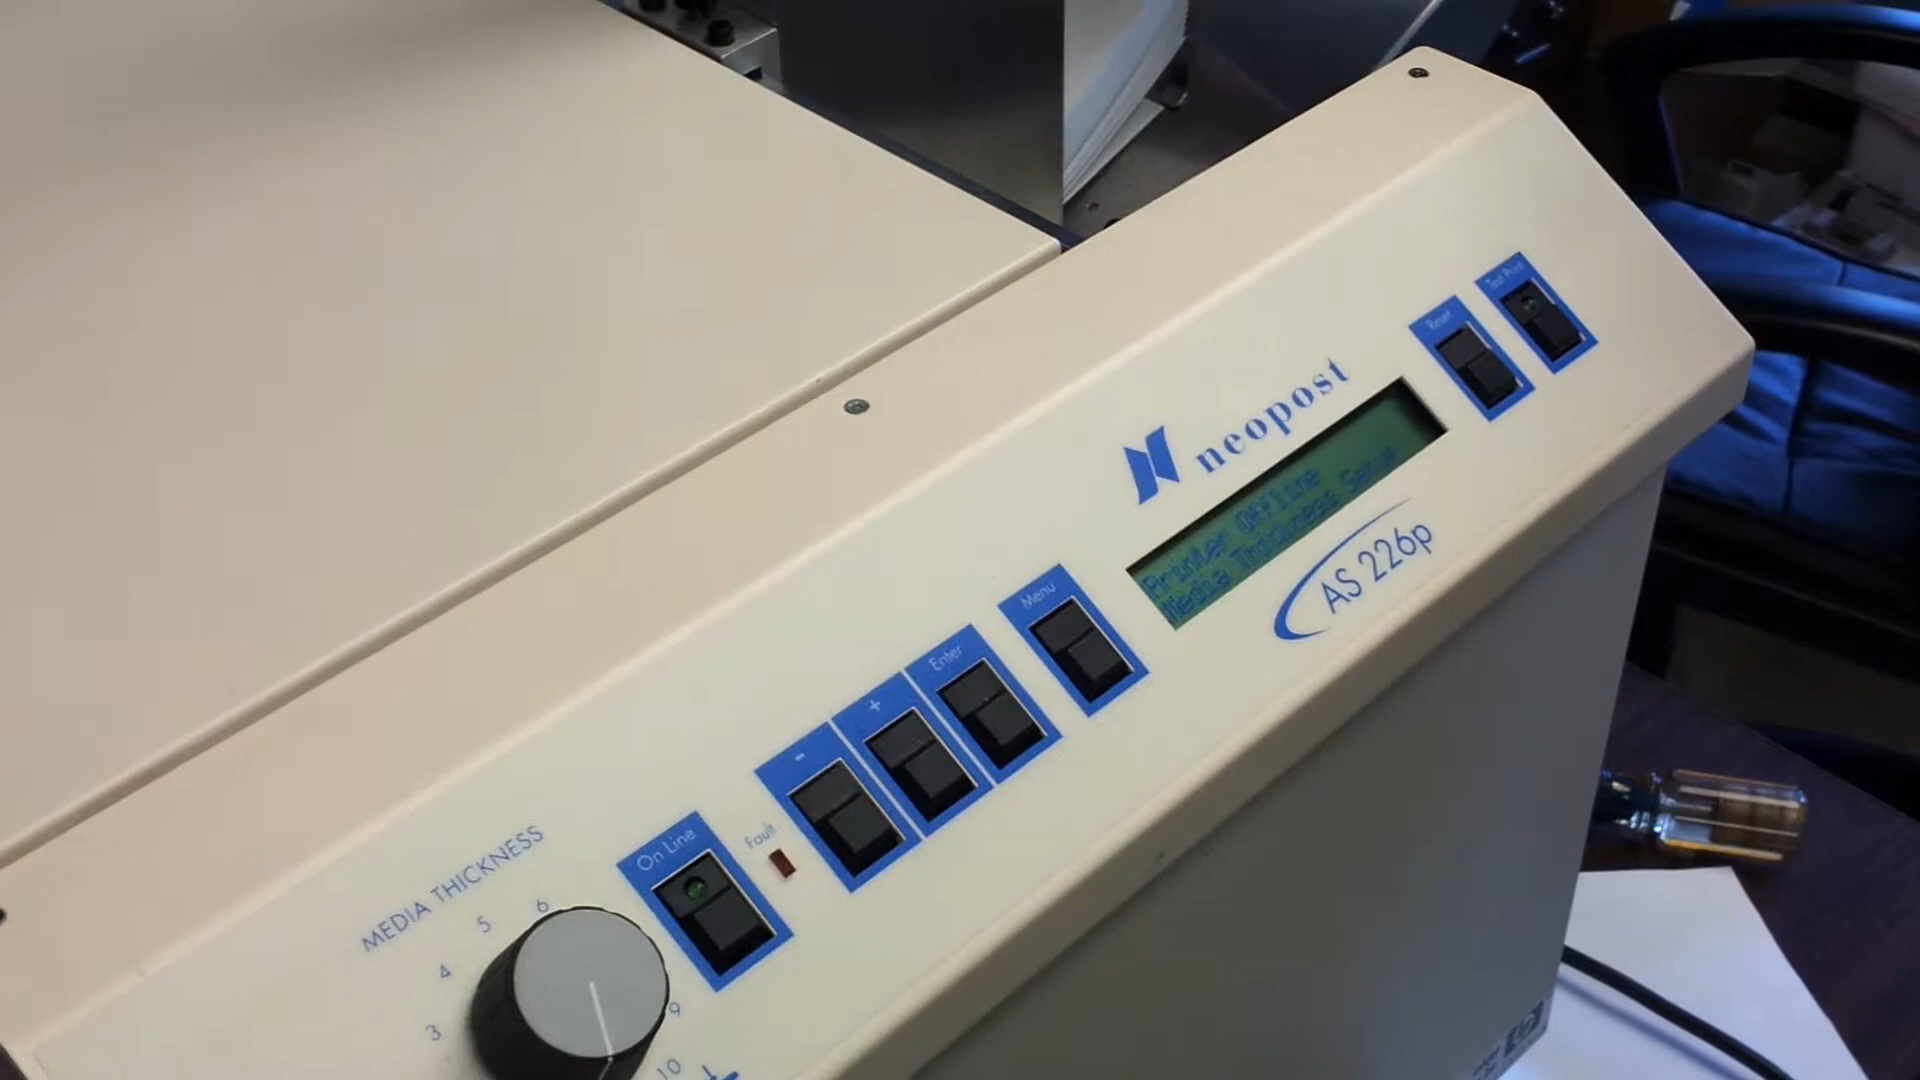 Test Print
Reset
neopost
Printer Offline
Media Thickness
AS 226p
Menu
Enter
+
-
Fault
On Line
MEDIA THICKNESS
6
5
4
3
9
10